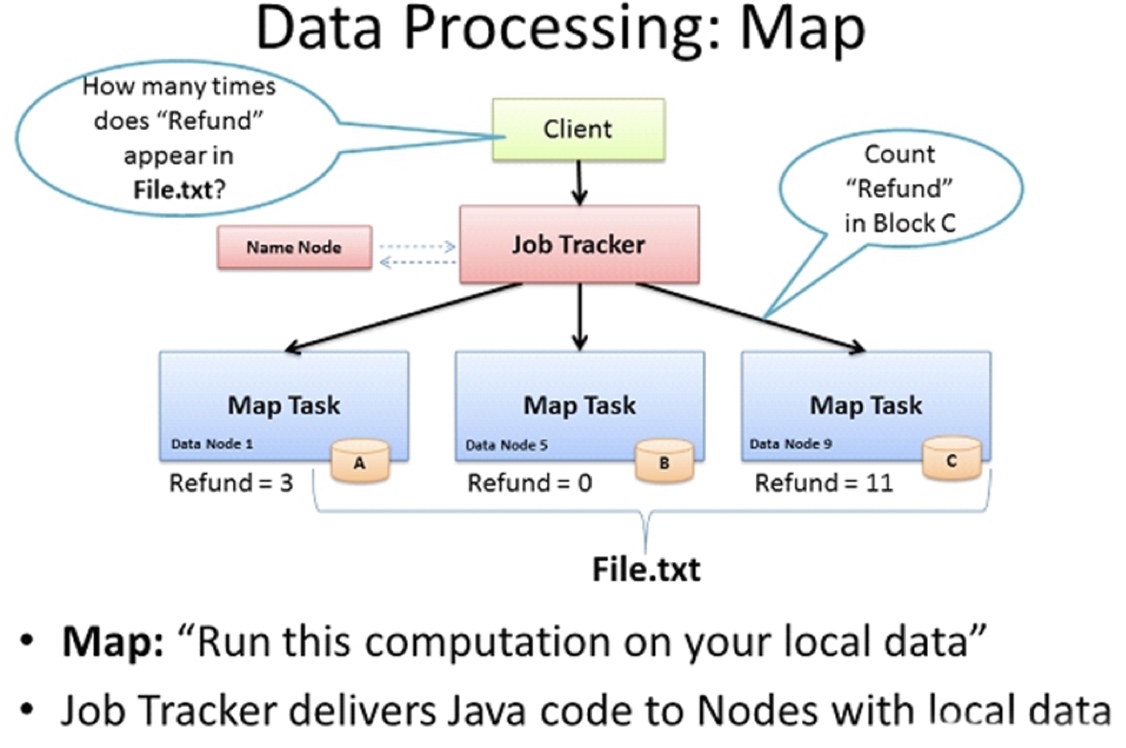 Data Processing: Map
How many times
does “Refund”
appear in
File.txt?
Client
Count
“Refund”
in Block C
Name Node
Job Tracker
Map Task
Data Node 1
A
Refund = 3
Map Task
Data Node 5
B
Refund = 0
Map Task
Data Node 9
C
Refund = 11
File.txt
• Map: “Run this computation on your local data”
• Job Tracker delivers Java code to Nodes with local data